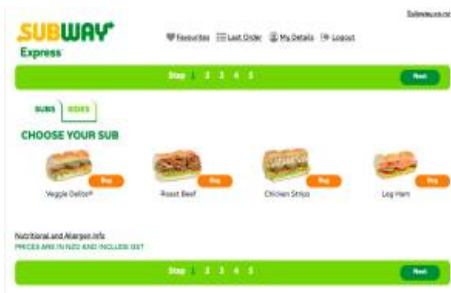 Subway.co.nz
SUBWAY
Express
Favourites Last Order My Details Logout
Step 1 2 3 4 5 Next
SUBS SIDES
CHOOSE YOUR SUB
Buy Buy Buy Buy
Veggie Delite® Roast Beef Chicken Strips Leg Ham
Nutritional and Allergen Info
PRICES ARE IN NZD AND INCLUDE GST
Step 1 2 3 4 5 Next